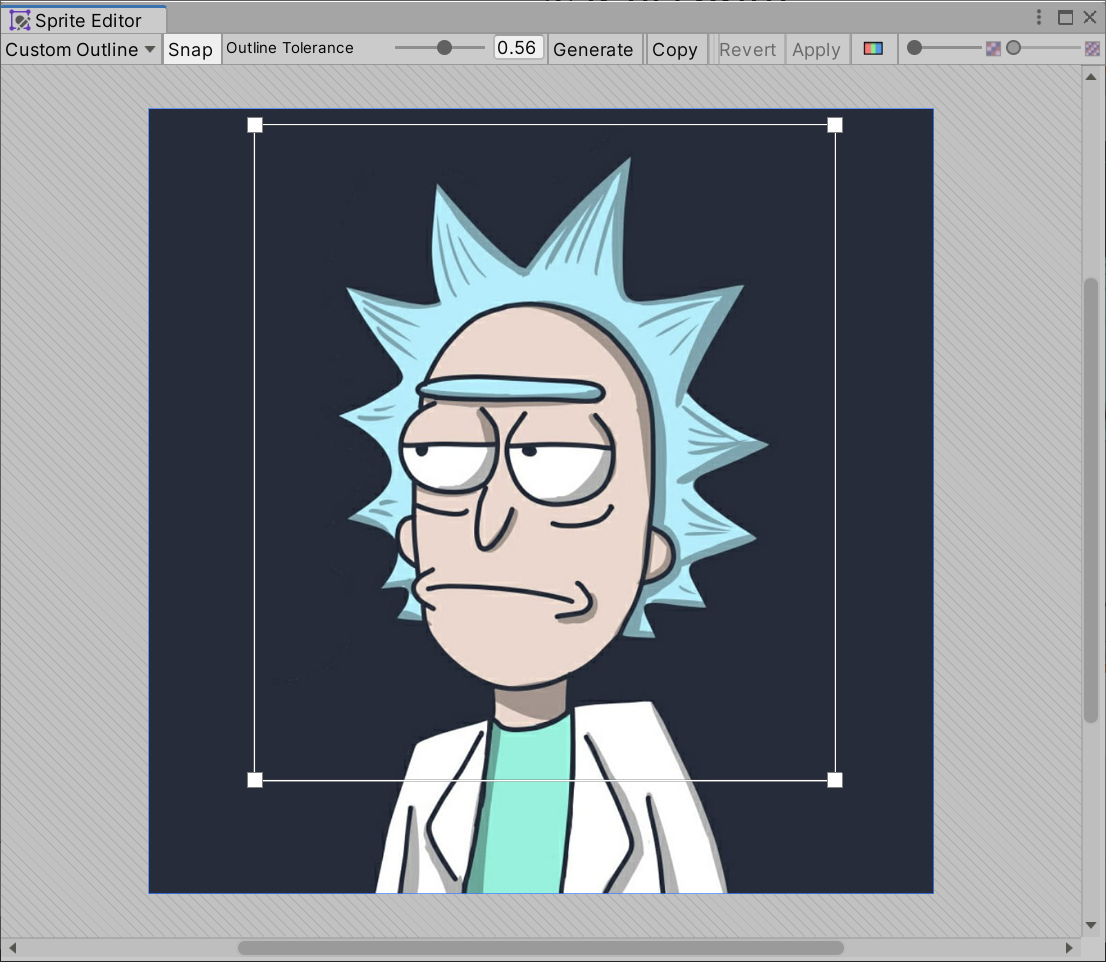 Sprite Editor
Custom Outline Snap Outline Tolerance 0.56 Generate Copy Revert Apply